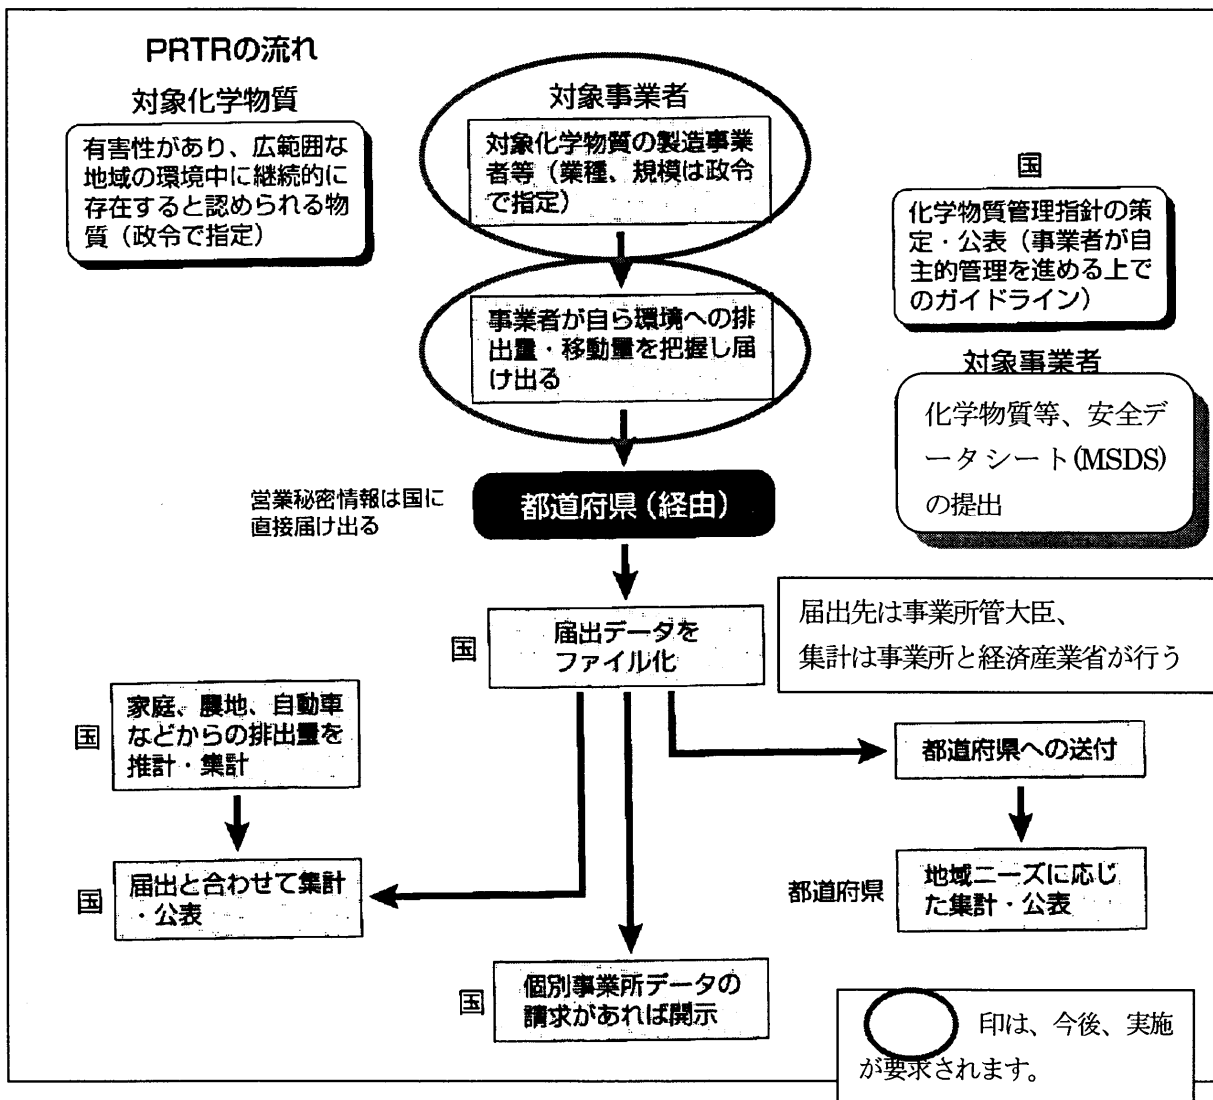 PRTRの流れ
対象化学物質
有害性があり、広範囲な
地域の環境中に継続的に
存在すると認められる物
質（政令で指定）
対象事業者
対象化学物質の製造事業
者等（業種、規模は政令
で指定）
事業者が自ら環境への排
出量・移動量を把握し届
け出る
国
化学物質管理指針の策
定・公表（事業者が自
主的管理を進める上で
のガイドライン）
対象事業者
化学物質等、安全デ
ータシート(MSDS)
の提出
営業秘密情報は国に
直接届け出る
都道府県（経由）
国
届出データを
ファイル化
届出先は事業所管大臣、
集計は事業所と経済産業省が行う
国
家庭、農地、自動車
などからの排出量を
推計・集計
都道府県への送付
国
届出と合わせて集計
・公表
都道府県
地域ニーズに応じ
た集計・公表
国
個別事業所データの
請求があれば開示
印は、今後、実施
が要求されます。